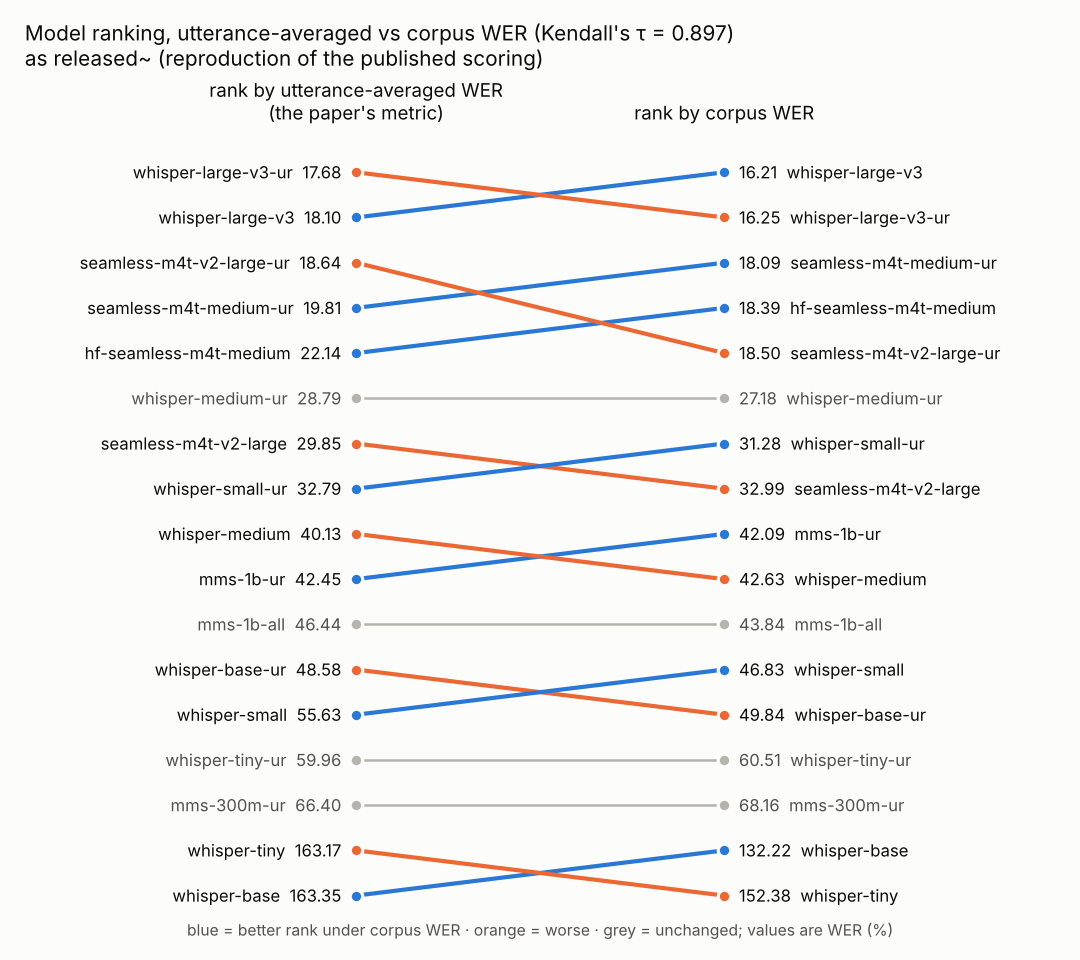 Model ranking, utterance-averaged vs corpus WER (Kendall's τ = 0.897)
as released~ (reproduction of the published scoring)
rank by utterance-averaged WER
(the paper's metric)
rank by corpus WER
whisper-large-v3-ur 17.68 16.21 whisper-large-v3
whisper-large-v3 18.10 16.25 whisper-large-v3-ur
seamless-m4t-v2-large-ur 18.64 18.09 seamless-m4t-medium-ur
seamless-m4t-medium-ur 19.81 18.39 hf-seamless-m4t-medium
hf-seamless-m4t-medium 22.14 18.50 seamless-m4t-v2-large-ur
whisper-medium-ur 28.79 27.18 whisper-medium-ur
seamless-m4t-v2-large 29.85 31.28 whisper-small-ur
whisper-small-ur 32.79 32.99 seamless-m4t-v2-large
whisper-medium 40.13 42.09 mms-1b-ur
mms-1b-ur 42.45 42.63 whisper-medium
mms-1b-all 46.44 43.84 mms-1b-all
whisper-base-ur 48.58 46.83 whisper-small
whisper-small 55.63 49.84 whisper-base-ur
whisper-tiny-ur 59.96 60.51 whisper-tiny-ur
mms-300m-ur 66.40 68.16 mms-300m-ur
whisper-tiny 163.17 132.22 whisper-base
whisper-base 163.35 152.38 whisper-tiny
blue = better rank under corpus WER · orange = worse · grey = unchanged; values are WER (%)